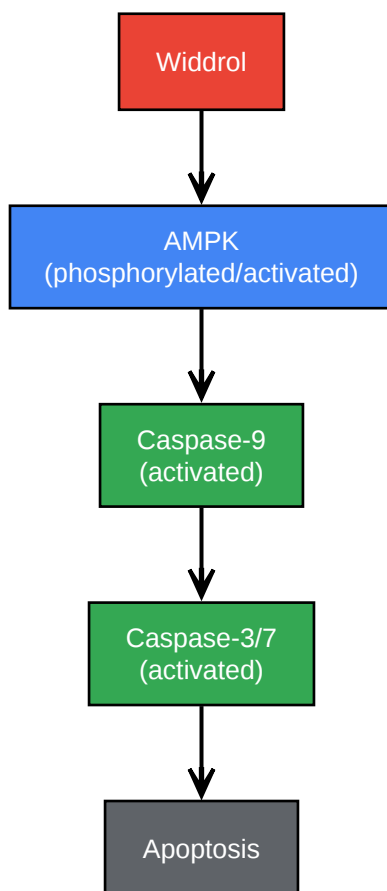 Widdrol
AMPK
(phosphorylated/activated)
Caspase-9
(activated)
Caspase-3/7
(activated)
Apoptosis